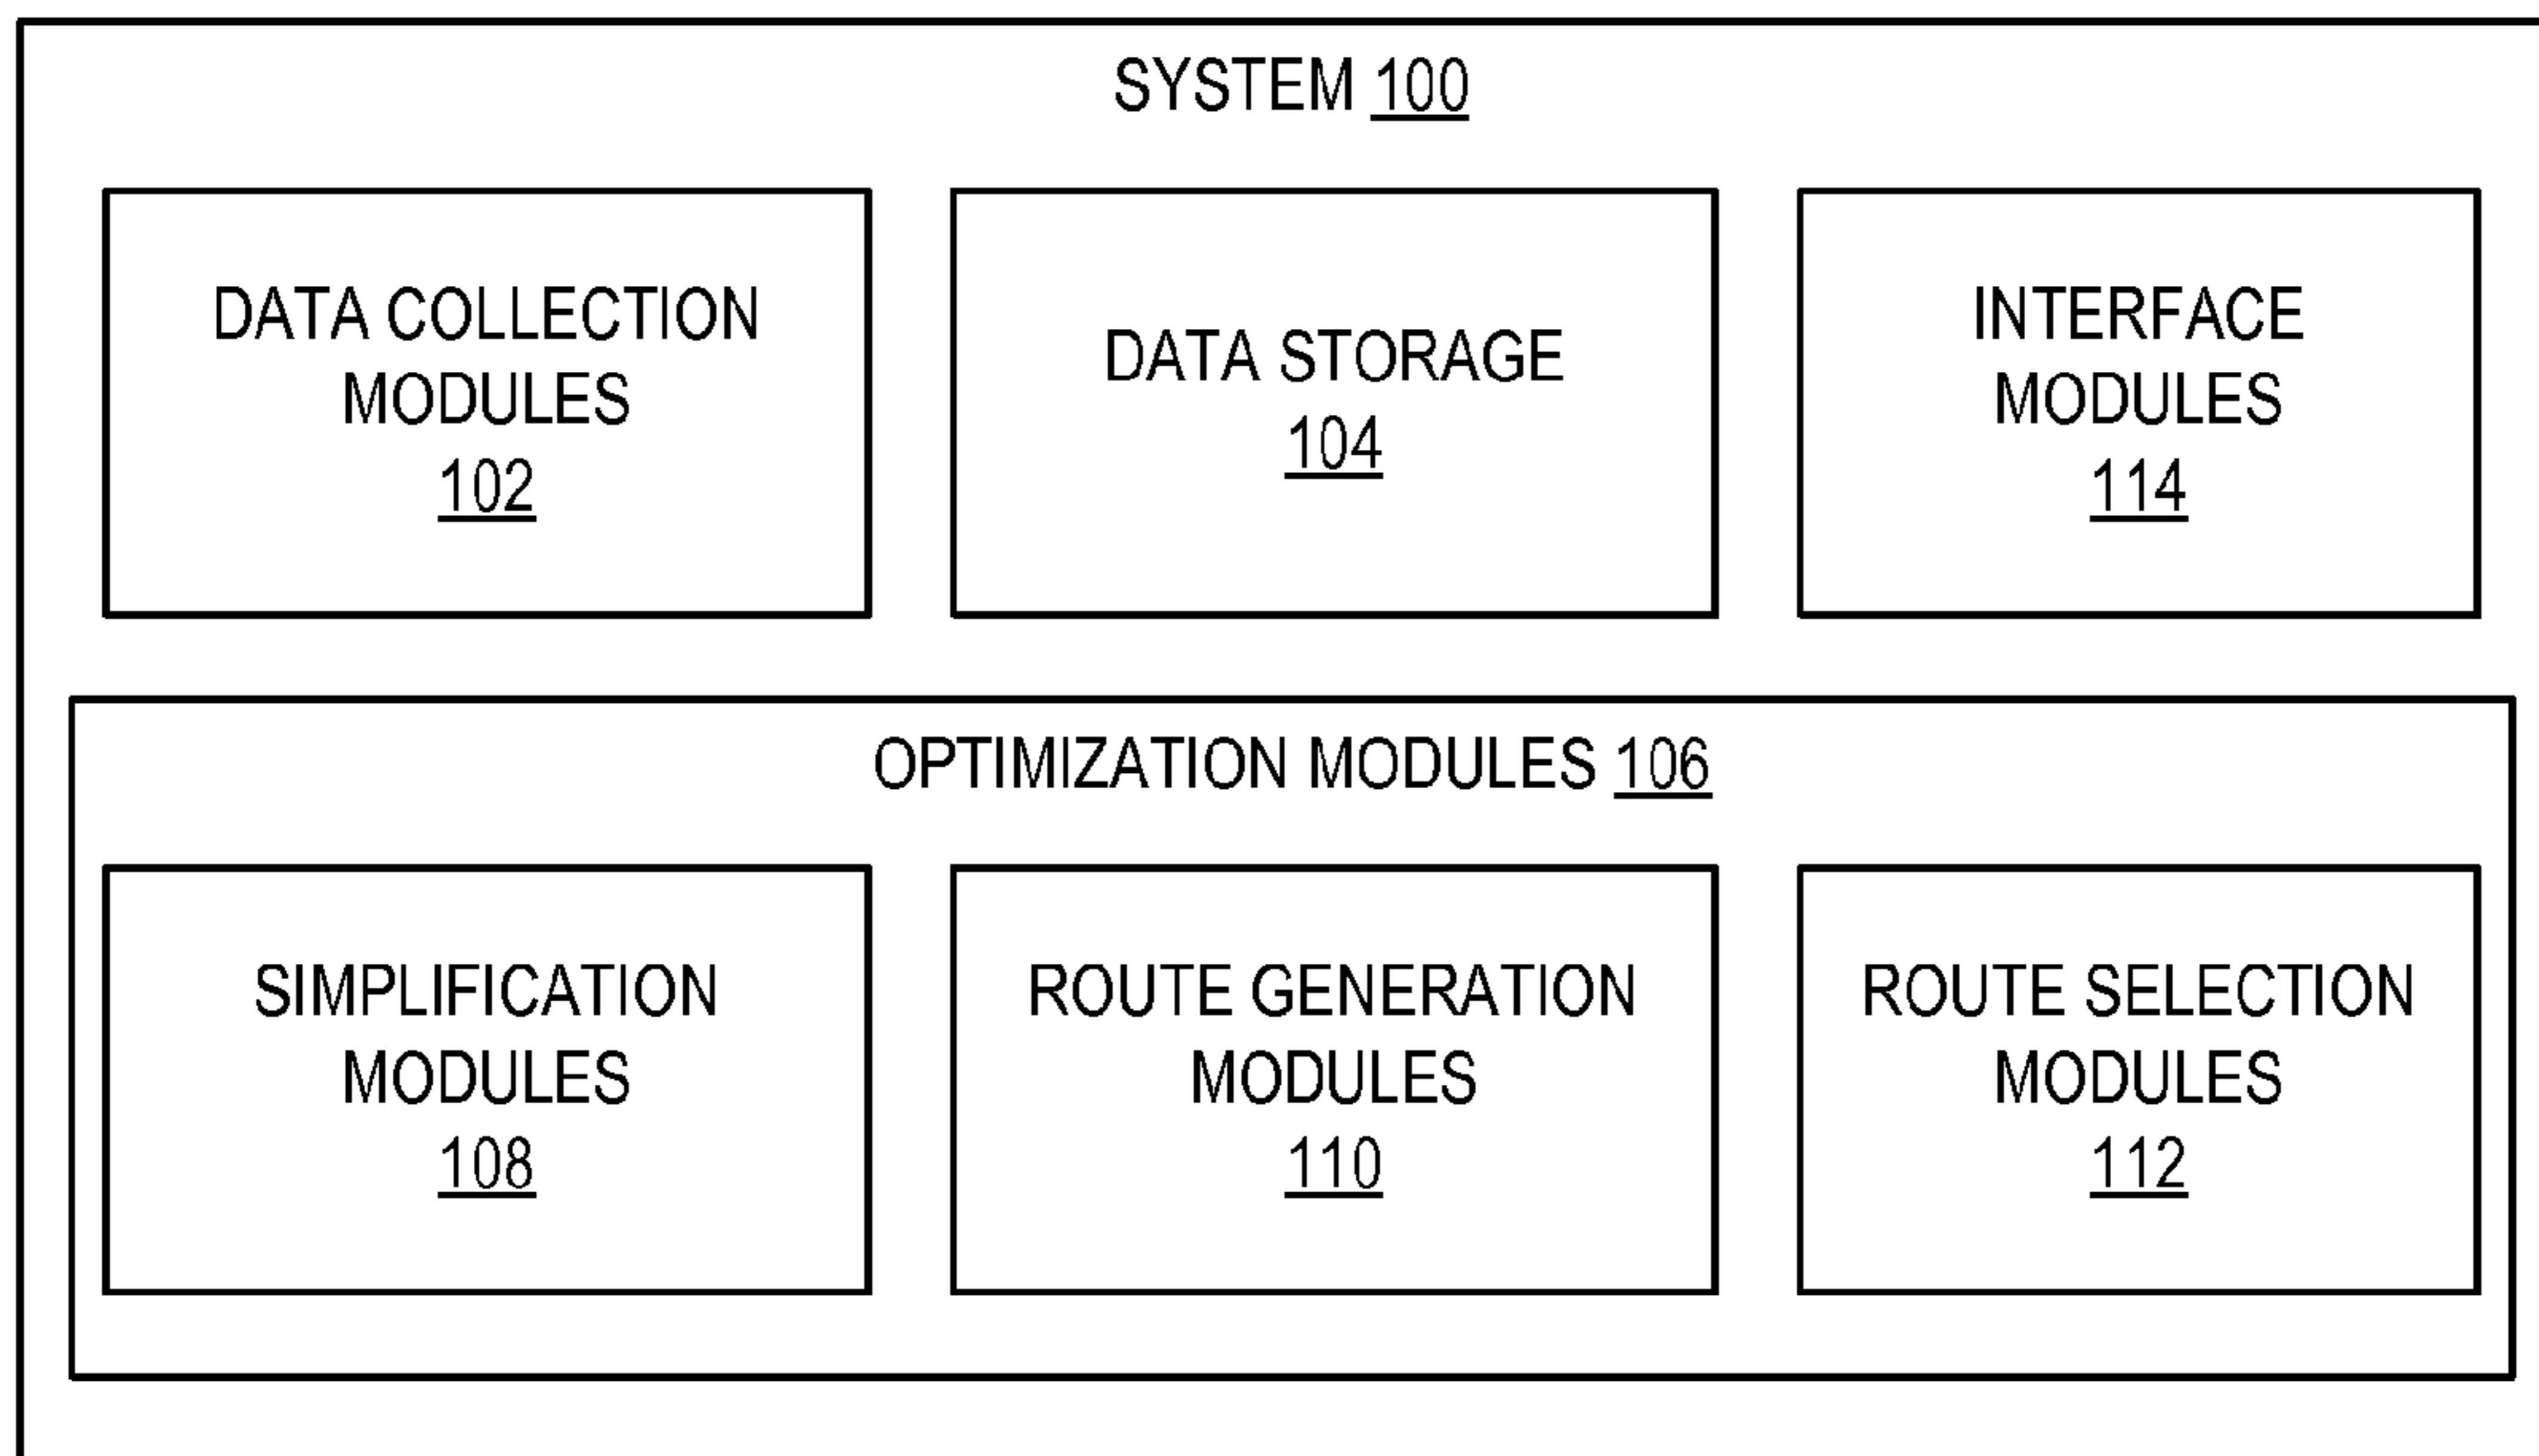 SYSTEM 100
DATA COLLECTION
MODULES
102
DATA STORAGE
104
INTERFACE
MODULES
114
OPTIMIZATION MODULES 106
SIMPLIFICATION
MODULES
108
ROUTE GENERATION
MODULES
110
ROUTE SELECTION
MODULES
112